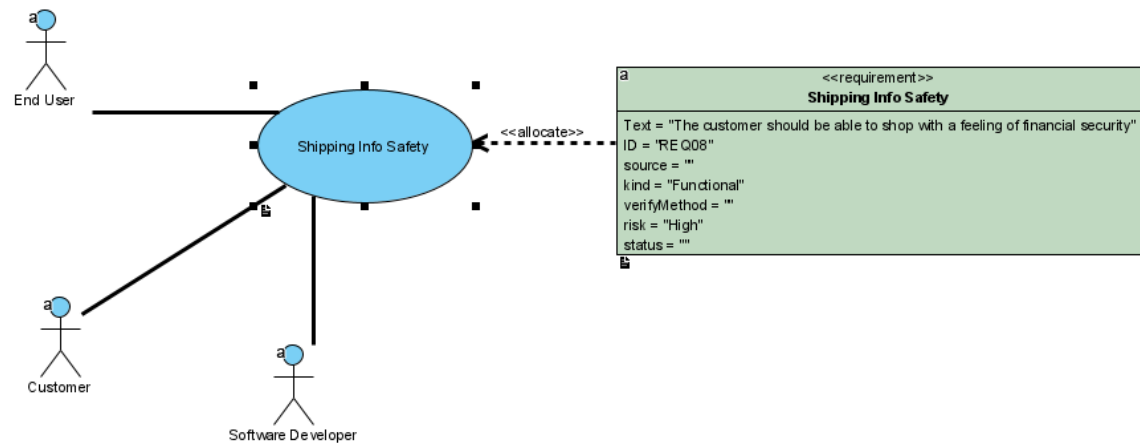 a
End User
Shipping Info Safety
<<allocate>>
a
<<requirement>>
Shipping Info Safety
Text = "The customer should be able to shop with a feeling of financial security"
ID = "REQ08"
source = ""
kind = "Functional"
verifyMethod = ""
risk = "High"
status = ""
a
Customer
a
Software Developer